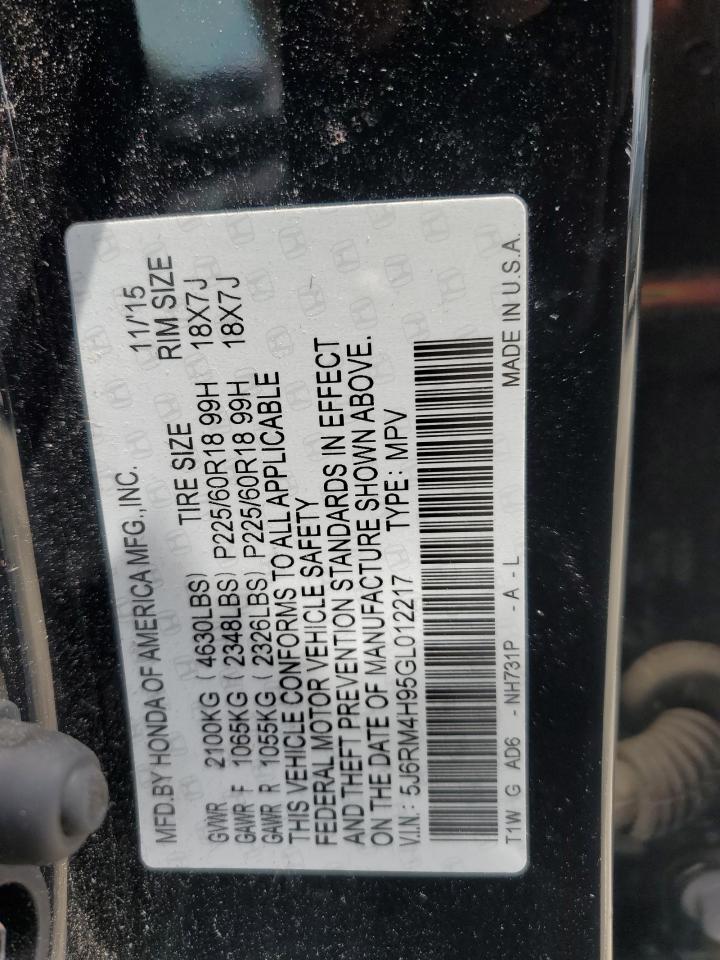 MFD.BY HONDA OF AMERICA MFG.,INC. 11/'15
TIRE SIZE RIM SIZE
GVWR 2100KG (4630LBS)
GAWR F 1065KG (2348LBS) P225/60R18 99H 18X7J
GAWR R 1055KG (2326LBS) P225/60R18 99H 18X7J
THIS VEHICLE CONFORMS TO ALL APPLICABLE
FEDERAL MOTOR VEHICLE SAFETY
AND THEFT PREVENTION STANDARDS IN EFFECT
ON THE DATE OF MANUFACTURE SHOWN ABOVE.
V.I.N.: 5J6RM4H95GL012217 TYPE: MPV
T1W G AD6 -NH731P -A-L MADE IN U.S.A.